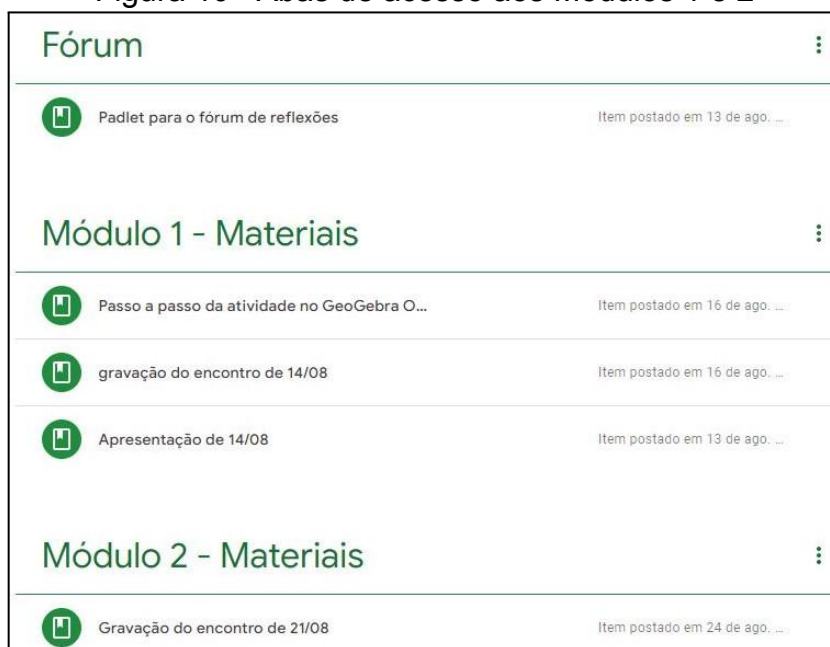 Fórum
Padlet para o fórum de reflexões Item postado em 13 de ago. ...
Módulo 1 - Materiais
Passo a passo da atividade no GeoGebra O... Item postado em 16 de ago. ...
gravação do encontro de 14/08 Item postado em 16 de ago. ...
Apresentação de 14/08 Item postado em 13 de ago. ...
Módulo 2 - Materiais
Gravação do encontro de 21/08 Item postado em 24 de ago. ...